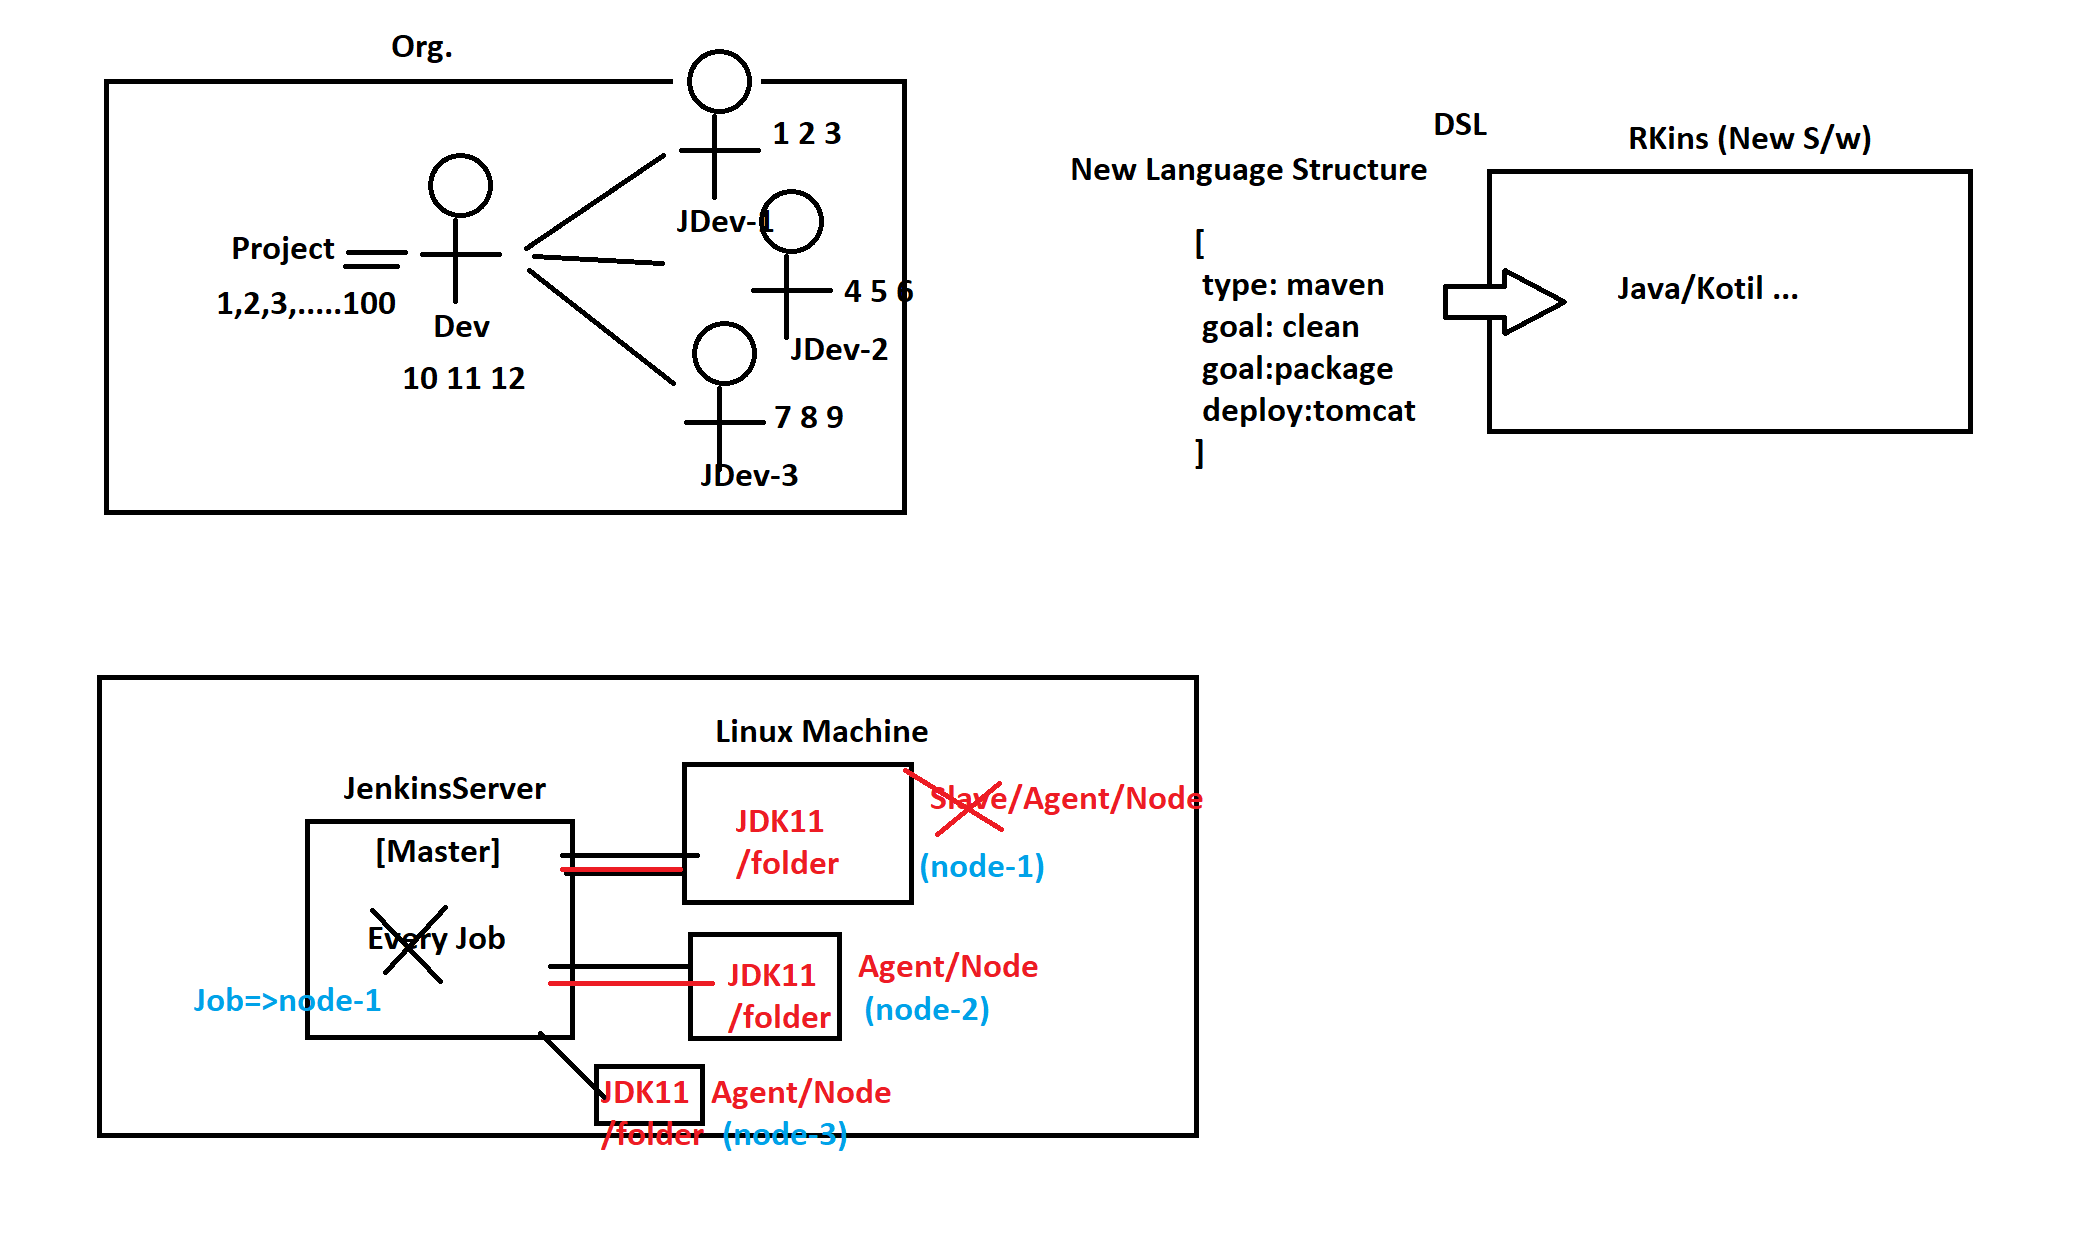 Org.
1 2 3
JDev-1
Project
1,2,3,.....100
Dev
10 11 12
4 5 6
JDev-2
7 8 9
JDev-3
DSL
RKins (New S/w)
New Language Structure
[
type: maven
goal: clean
goal:package
deploy:tomcat
]
Java/Kotil ...
Linux Machine
JenkinsServer
[Master]
Every Job
Job=>node-1
JDK11
/folder
Slave/Agent/Node
(node-1)
JDK11
/folder
Agent/Node
(node-2)
JDK11
/folder
Agent/Node
(node-3)